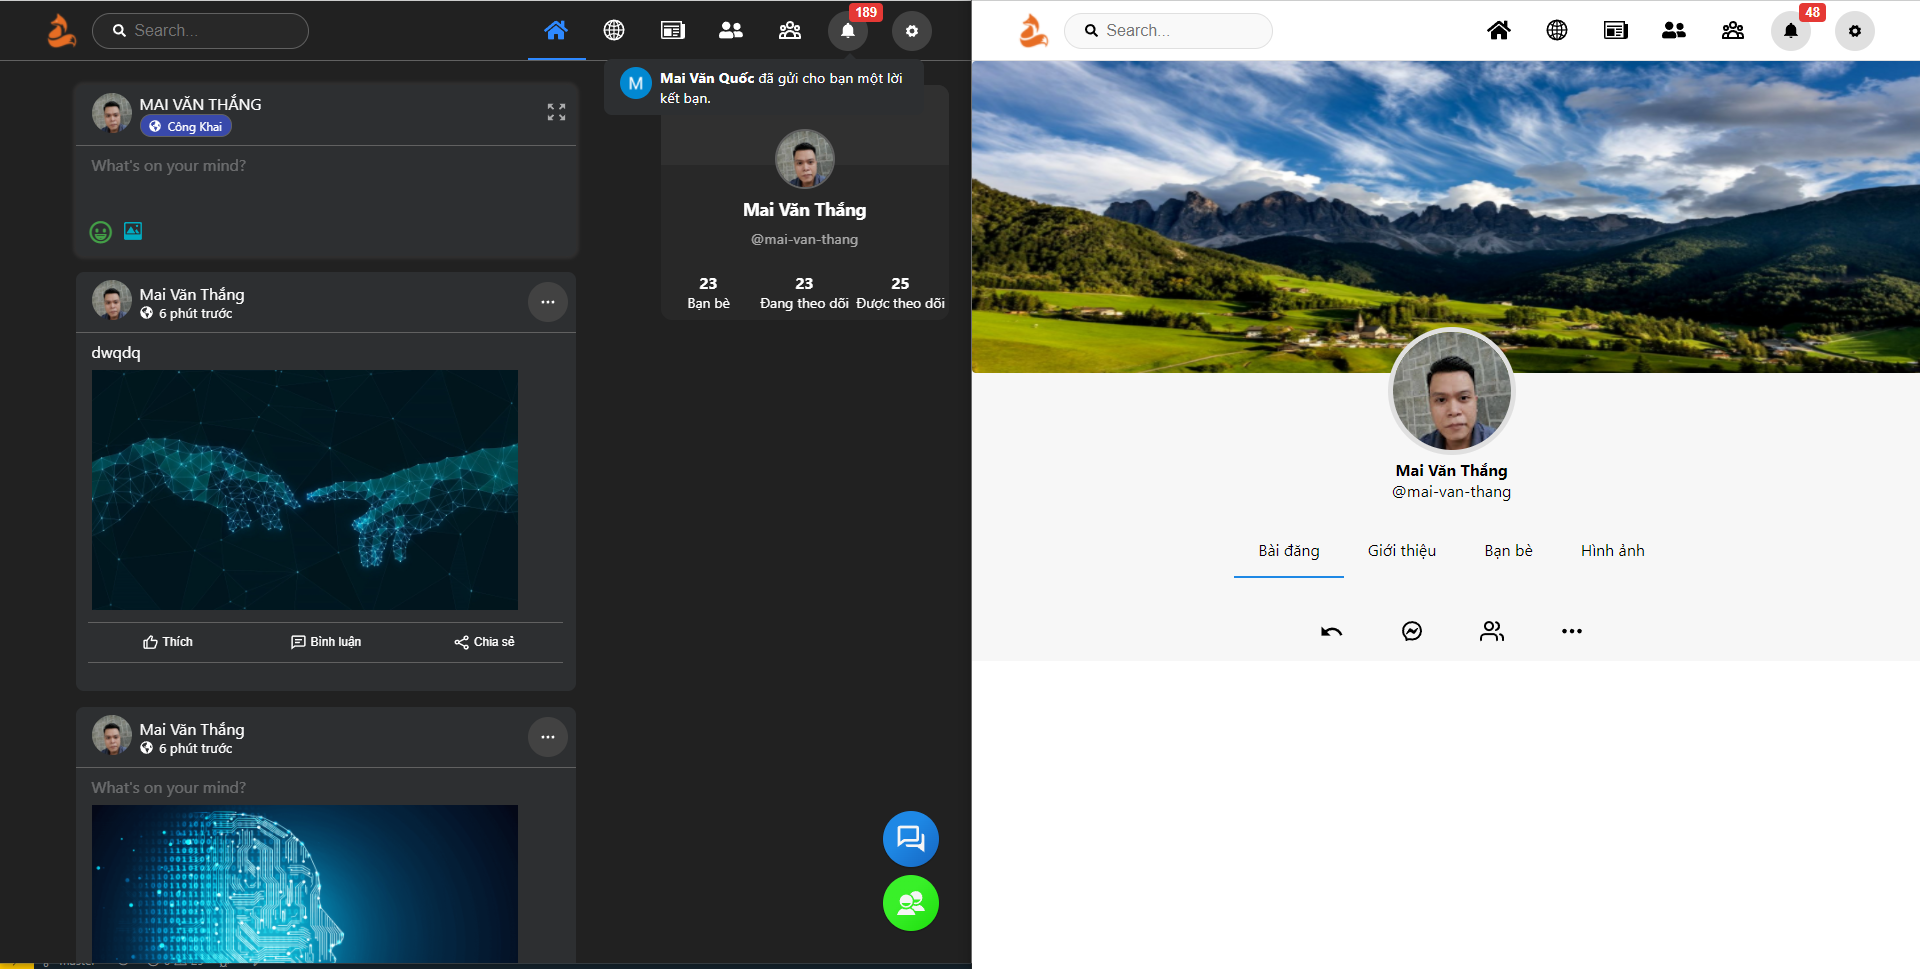 Search...
189
Mai Văn Quốc đã gửi cho bạn một lời
kết bạn.
MAI VĂN THẮNG
Công Khai
What's on your mind?
Mai Văn Thắng
@mai-van-thang
23
23
25
Bạn bè
Đang theo dõi
Được theo dõi
Mai Văn Thắng
6 phút trước
dwqdq
Thích
Bình luận
Chia sẻ
Mai Văn Thắng
6 phút trước
What's on your mind?
Search...
48
Mai Văn Thắng
@mai-van-thang
Bài đăng
Giới thiệu
Bạn bè
Hình ảnh